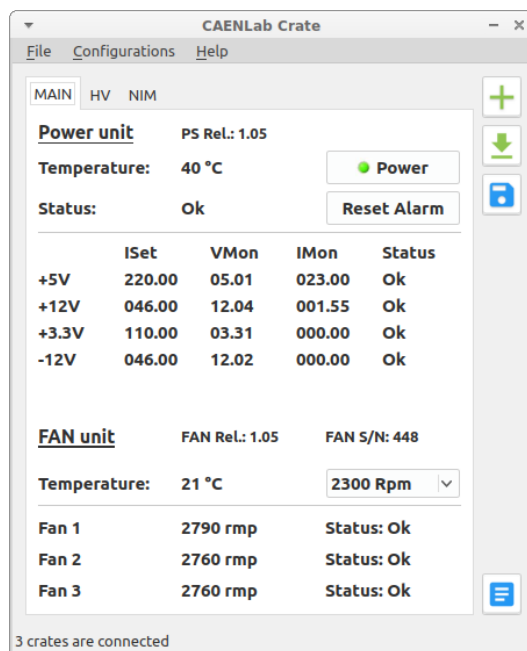 CAENLab Crate
File Configurations Help
MAIN HV NIM
Power unit PS Rel.: 1.05
Temperature: 40 °C Power
Status: Ok Reset Alarm
ISet VMon IMon Status
+5V 220.00 05.01 023.00 Ok
+12V 046.00 12.04 001.55 Ok
+3.3V 110.00 03.31 000.00 Ok
-12V 046.00 12.02 000.00 Ok
FAN unit FAN Rel.: 1.05 FAN S/N: 448
Temperature: 21 °C 2300 Rpm
Fan 1 2790 rmp Status: Ok
Fan 2 2760 rmp Status: Ok
Fan 3 2760 rmp Status: Ok
3 crates are connected